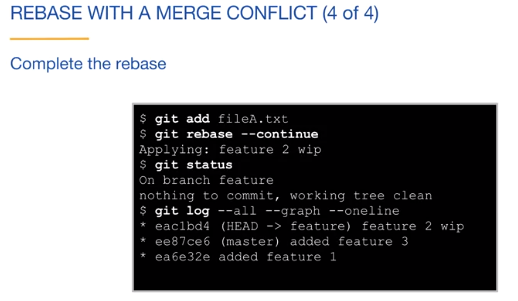 REBASE WITH A MERGE CONFLICT (4 of 4)
Complete the rebase
$ git add fileA.txt
$ git rebase --continue
Applying: feature 2 wip
$ git status
On branch feature
nothing to commit, working tree clean
$ git log --all --graph --oneline
* eac1bd4 (HEAD -> feature) feature 2 wip
* ee87ce6 (master) added feature 3
* ea6e32e added feature 1